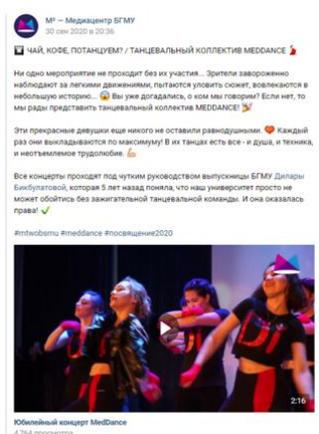 М² — Медиацентр БГМУ
30 сен 2020 в 20:36
ЧАЙ, КОФЕ, ПОТАНЦУЕМ? / ТАНЦЕВАЛЬНЫЙ КОЛЛЕКТИВ MEDDANCE
Ни одно мероприятие не проходит без их участия... Зрители завороженно
наблюдают за легкими движениями, пытаются уловить сюжет, вовлекаются в
небольшую историю... Вы уже догадались, о ком мы говорим? Если нет, то
мы рады представить танцевальный коллектив MEDDANCE!
Эти прекрасные девушки еще никого не оставили равнодушными. Каждый
раз они выкладываются по максимуму! В их танцах есть все - и душа, и техника,
и неотъемлемое трудолюбие.
Все концерты проходят под чутким руководством выпускницы БГМУ Дилары
Бикбулатовой, которая 5 лет назад поняла, что наш университет просто не
может обойтись без зажигательной танцевальной команды. И она оказалась
права!
#mtwobsmu #meddance #посвящение2020
2:16
Юбилейный концерт MedDance
4 764 просмотра